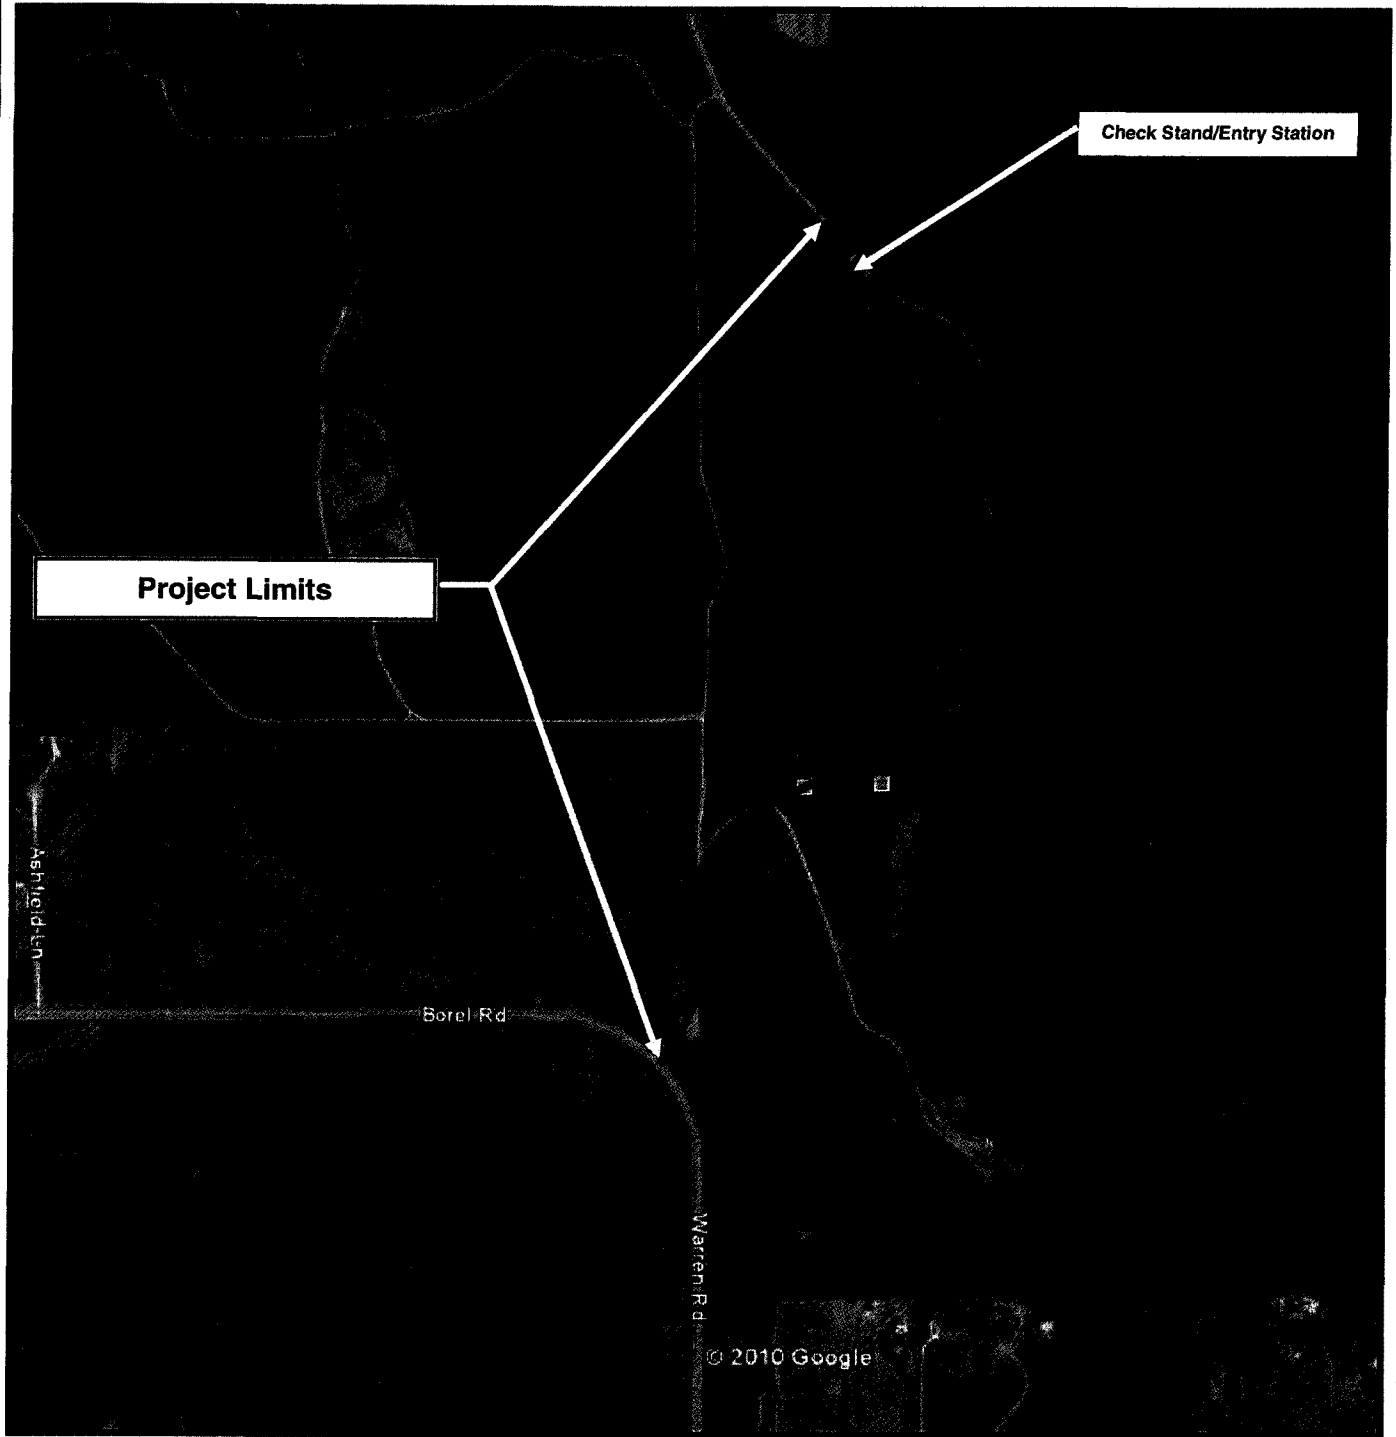 Check Stand/Entry Station
Project Limits
Ashfield Ln
Borel Rd
Warren Rd
© 2010 Google